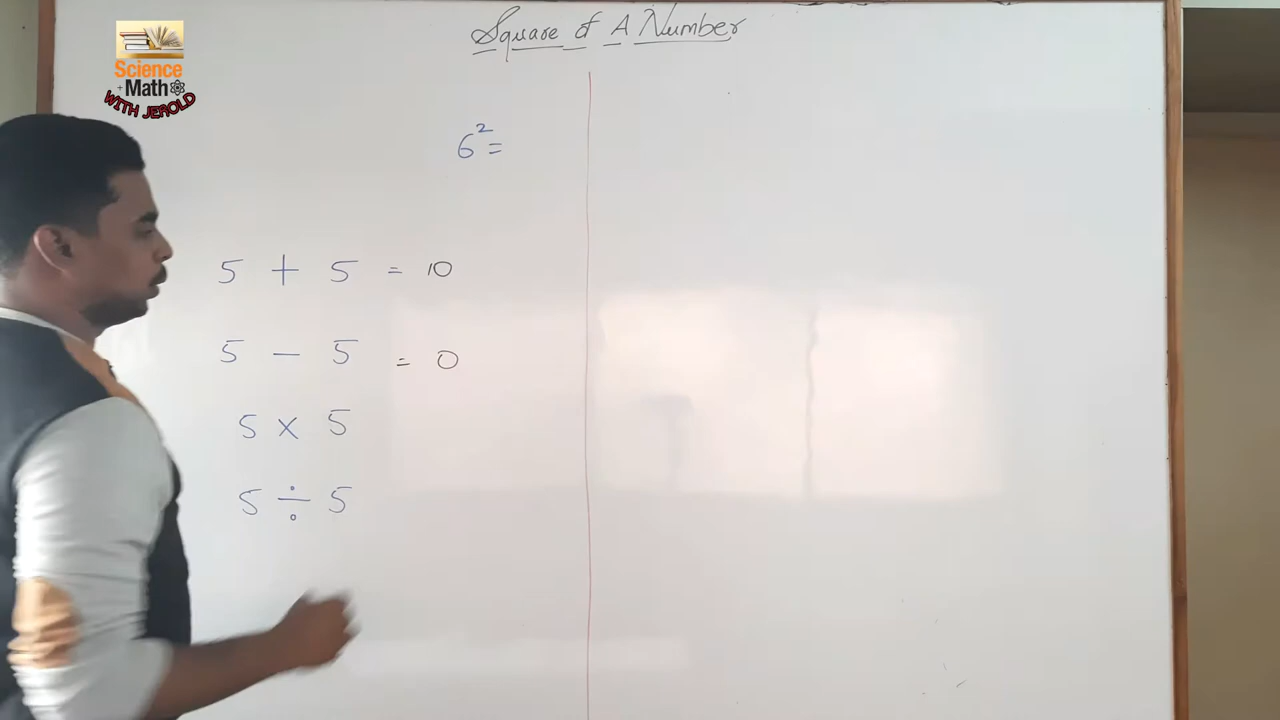 Square of A Number
Science
+Math
WITH JEROLD
6²=
5 + 5 = 10
5 − 5 = 0
5 × 5
5 ÷ 5